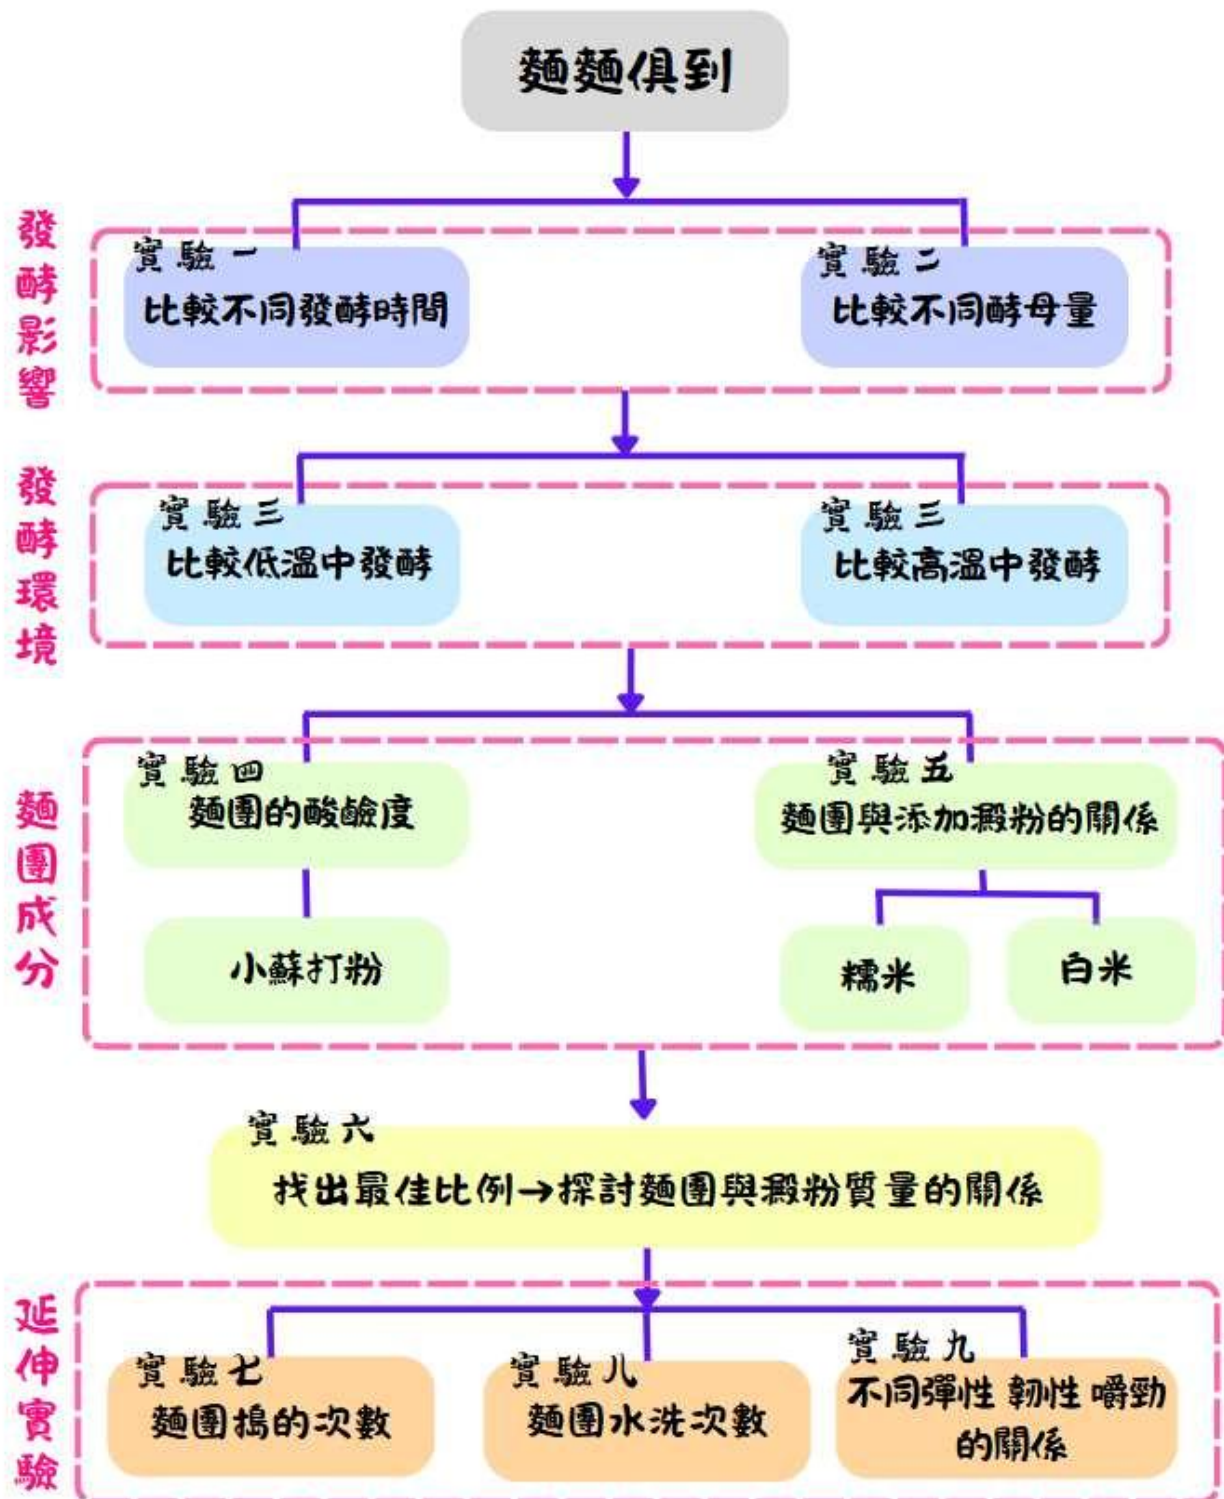 麵麵俱到
發酵影響
實驗一
比較不同發酵時間
實驗二
比較不同酵母量
發酵環境
實驗三
比較低溫中發酵
實驗三
比較高溫中發酵
麵團成分
實驗四
麵團的酸鹼度
實驗五
麵團與添加澱粉的關係
小蘇打粉
糯米
白米
實驗六
找出最佳比例→探討麵團與澱粉質量的關係
延伸實驗
實驗七
麵團搗的次數
實驗八
麵團水洗次數
實驗九
不同彈性 韌性 嚼勁
的關係